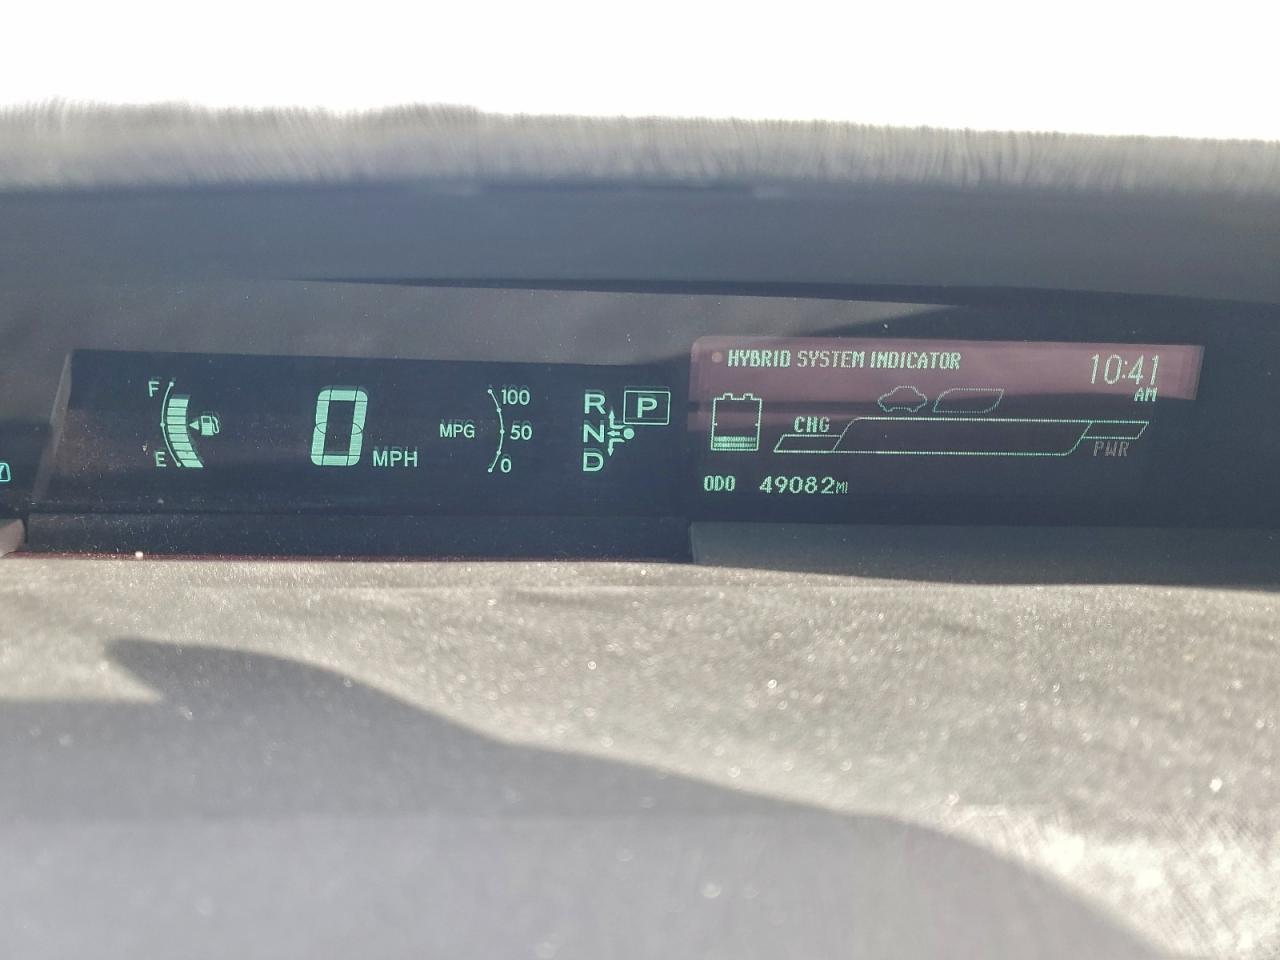 F
E
0 MPH
MPG
100
50
0
R
N
D
P
HYBRID SYSTEM INDICATOR
10:41
AM
CHG
PWR
ODO 49082MI